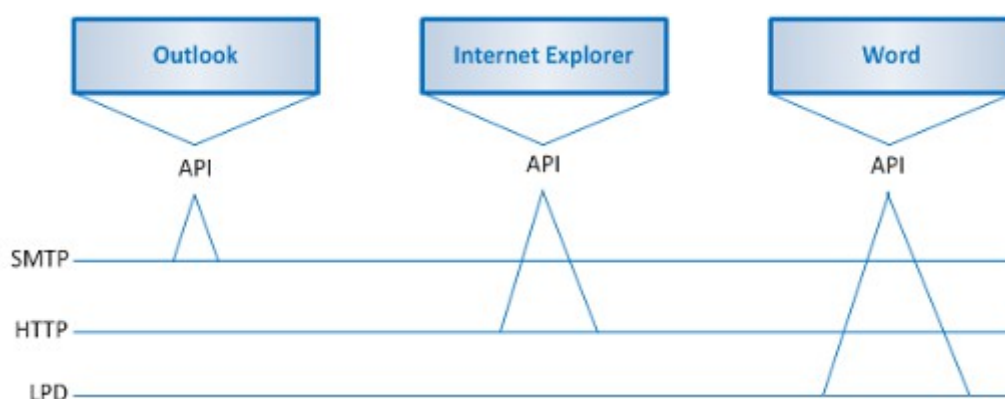 Outlook
Internet Explorer
Word
API
API
API
SMTP
HTTP
LPD